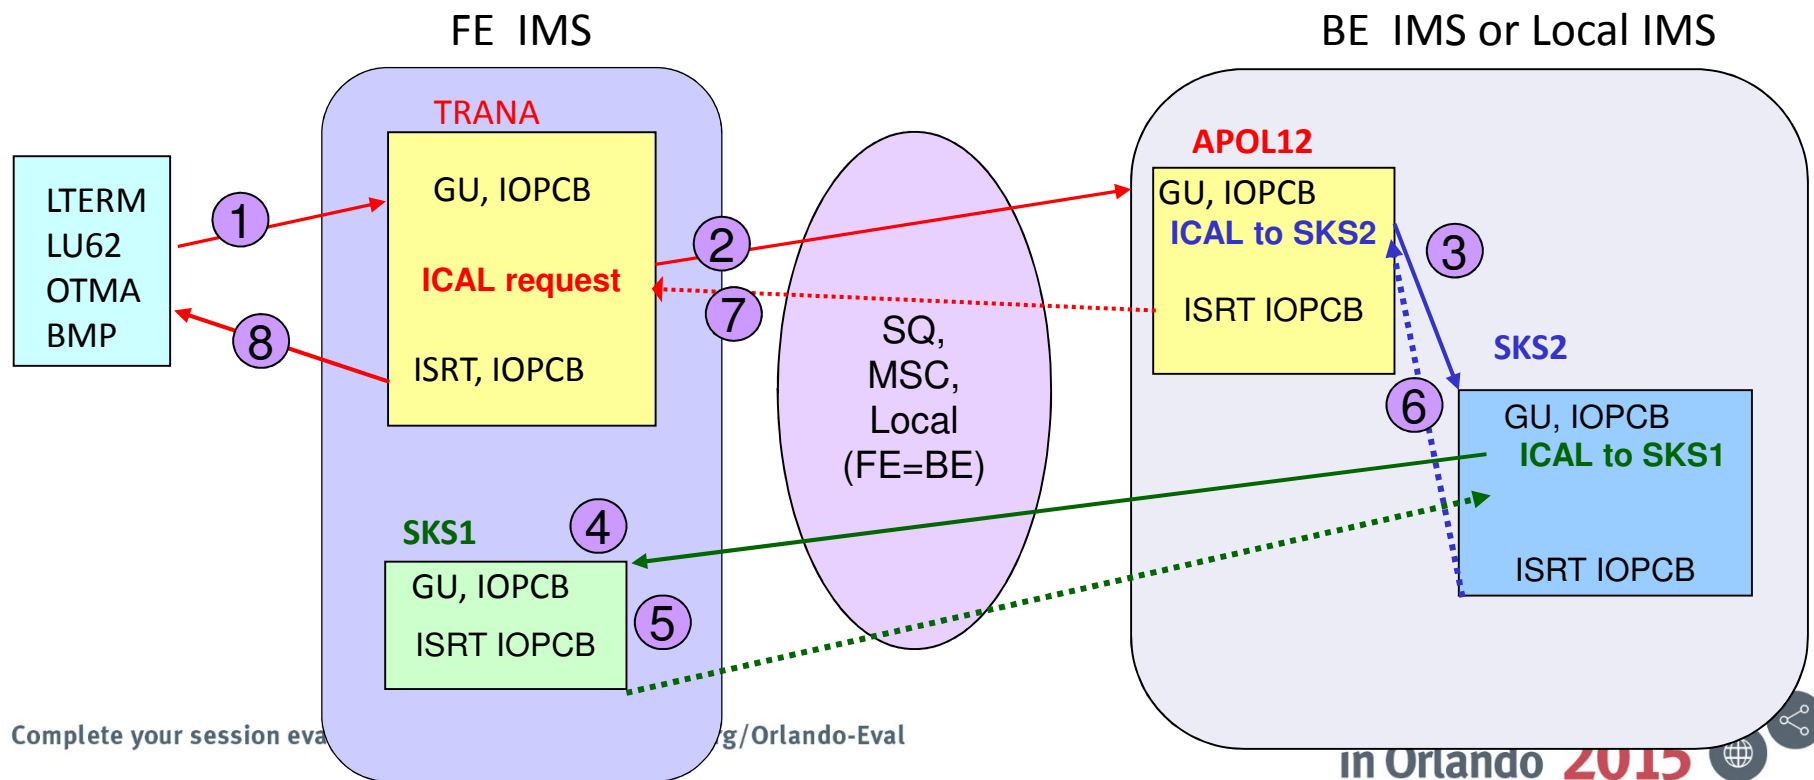 FE IMS
BE IMS or Local IMS
LTERM
LU62
OTMA
BMP
1
8
TRANA
GU, IOPCB
ICAL request
ISRT, IOPCB
2
7
SQ,
MSC,
Local
(FE=BE)
APOL12
GU, IOPCB
ICAL to SKS2
ISRT IOPCB
3
6
SKS2
GU, IOPCB
ICAL to SKS1
ISRT IOPCB
SKS1
4
GU, IOPCB
ISRT IOPCB
5
Complete your session eva
rg/Orlando-Eval
in Orlando 2015